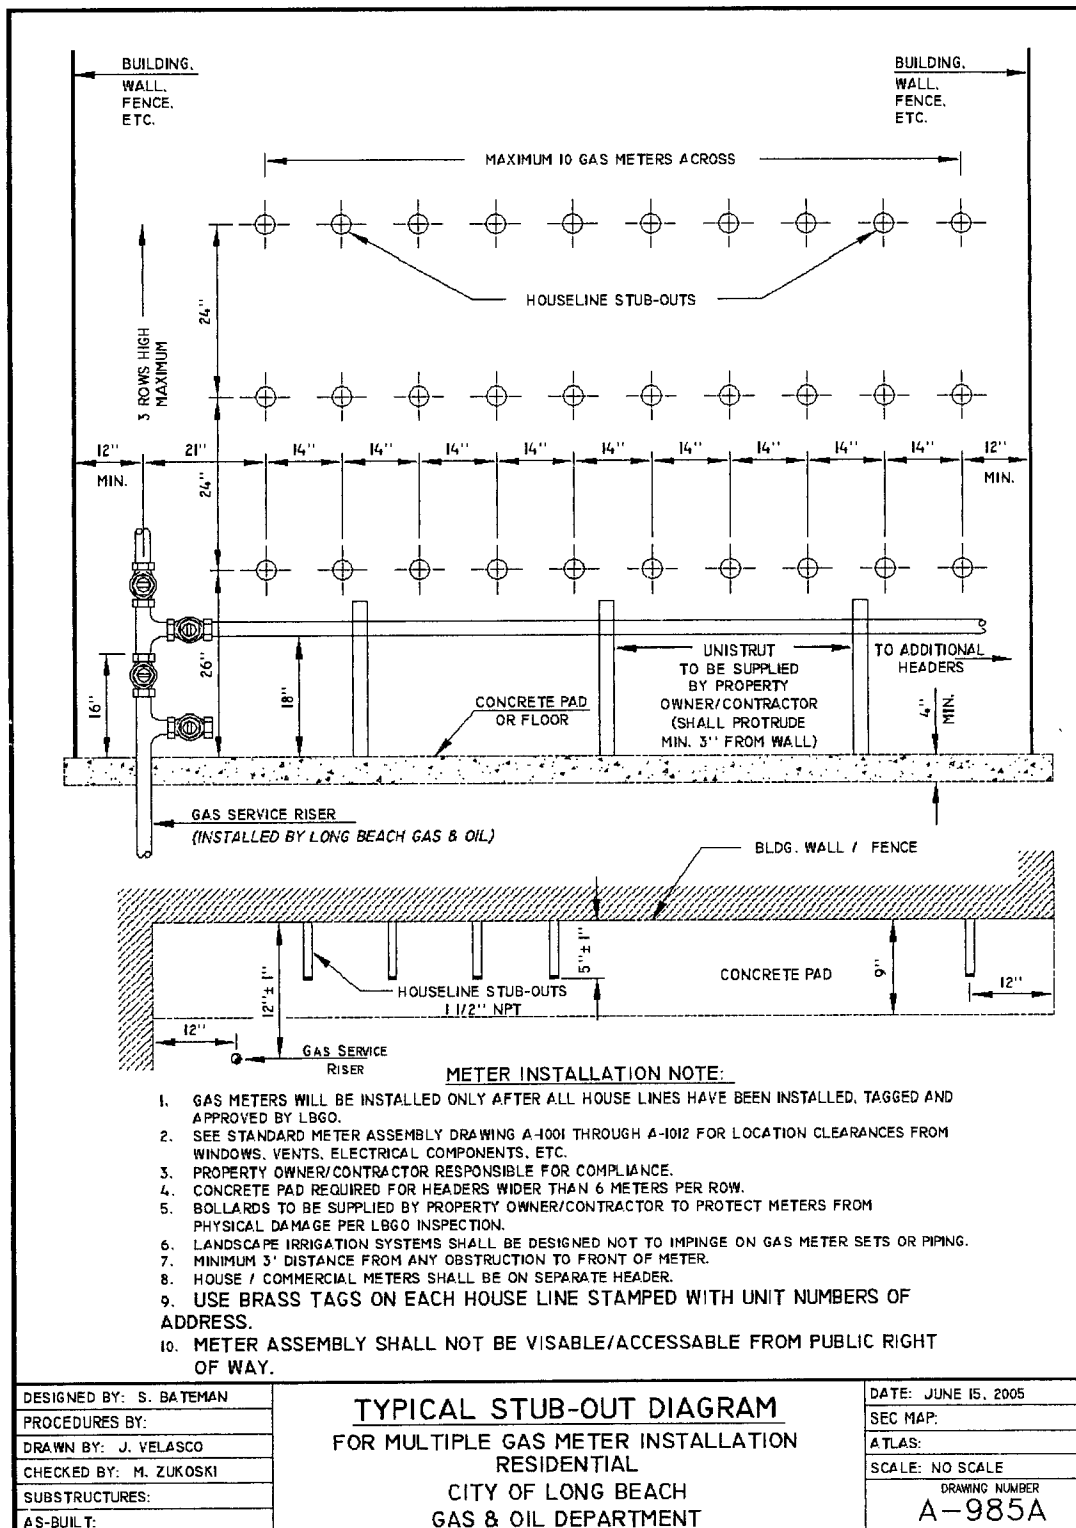 BUILDING,
WALL,
FENCE,
ETC.
BUILDING,
WALL,
FENCE,
ETC.
MAXIMUM 10 GAS METERS ACROSS
HOUSELINE STUB-OUTS
24"
3 ROWS HIGH
MAXIMUM
12"
MIN.
21"
14"
14"
14"
14"
14"
14"
14"
14"
14"
12"
MIN.
24"
26"
16"
18"
UNISTRUT
TO BE SUPPLIED
BY PROPERTY
OWNER/CONTRACTOR
(SHALL PROTRUDE
MIN. 3" FROM WALL)
TO ADDITIONAL
HEADERS
CONCRETE PAD
OR FLOOR
4"
MIN.
GAS SERVICE RISER
(INSTALLED BY LONG BEACH GAS & OIL)
BLDG. WALL / FENCE
12"± 1"
5"± 1"
9"
CONCRETE PAD
HOUSELINE STUB-OUTS
1 1/2" NPT
12"
12"
GAS SERVICE
RISER
METER INSTALLATION NOTE:
1. GAS METERS WILL BE INSTALLED ONLY AFTER ALL HOUSE LINES HAVE BEEN INSTALLED, TAGGED AND
APPROVED BY LBGO.
2. SEE STANDARD METER ASSEMBLY DRAWING A-1001 THROUGH A-1012 FOR LOCATION CLEARANCES FROM
WINDOWS, VENTS, ELECTRICAL COMPONENTS, ETC.
3. PROPERTY OWNER/CONTRACTOR RESPONSIBLE FOR COMPLIANCE.
4. CONCRETE PAD REQUIRED FOR HEADERS WIDER THAN 6 METERS PER ROW.
5. BOLLARDS TO BE SUPPLIED BY PROPERTY OWNER/CONTRACTOR TO PROTECT METERS FROM
PHYSICAL DAMAGE PER LBGO INSPECTION.
6. LANDSCAPE IRRIGATION SYSTEMS SHALL BE DESIGNED NOT TO IMPINGE ON GAS METER SETS OR PIPING.
7. MINIMUM 3' DISTANCE FROM ANY OBSTRUCTION TO FRONT OF METER.
8. HOUSE / COMMERCIAL METERS SHALL BE ON SEPARATE HEADER.
9. USE BRASS TAGS ON EACH HOUSE LINE STAMPED WITH UNIT NUMBERS OF
ADDRESS.
10. METER ASSEMBLY SHALL NOT BE VISABLE/ACCESSABLE FROM PUBLIC RIGHT
OF WAY.
DESIGNED BY: S. BATEMAN
PROCEDURES BY:
DRAWN BY: J. VELASCO
CHECKED BY: M. ZUKOSKI
SUBSTRUCTURES:
AS-BUILT:
TYPICAL STUB-OUT DIAGRAM
FOR MULTIPLE GAS METER INSTALLATION
RESIDENTIAL
CITY OF LONG BEACH
GAS & OIL DEPARTMENT
DATE: JUNE 15, 2005
SEC MAP:
ATLAS:
SCALE: NO SCALE
DRAWING NUMBER
A-985A